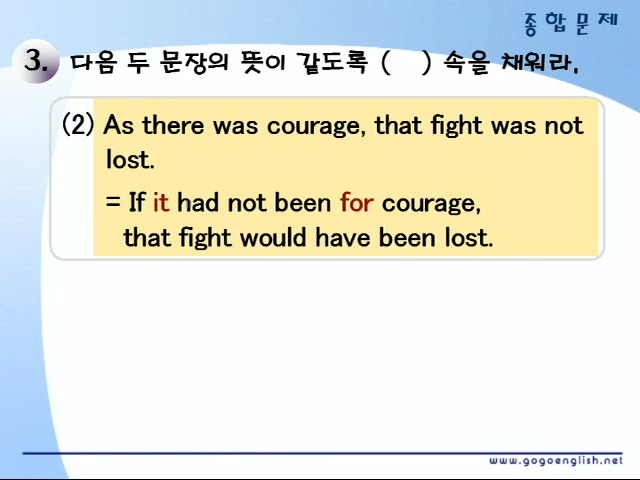 종합문제
3. 다음 두 문장의 뜻이 같도록 ( ) 속을 채워라.
(2) As there was courage, that fight was not
lost.
= If it had not been for courage,
that fight would have been lost.
www.gogoenglish.net